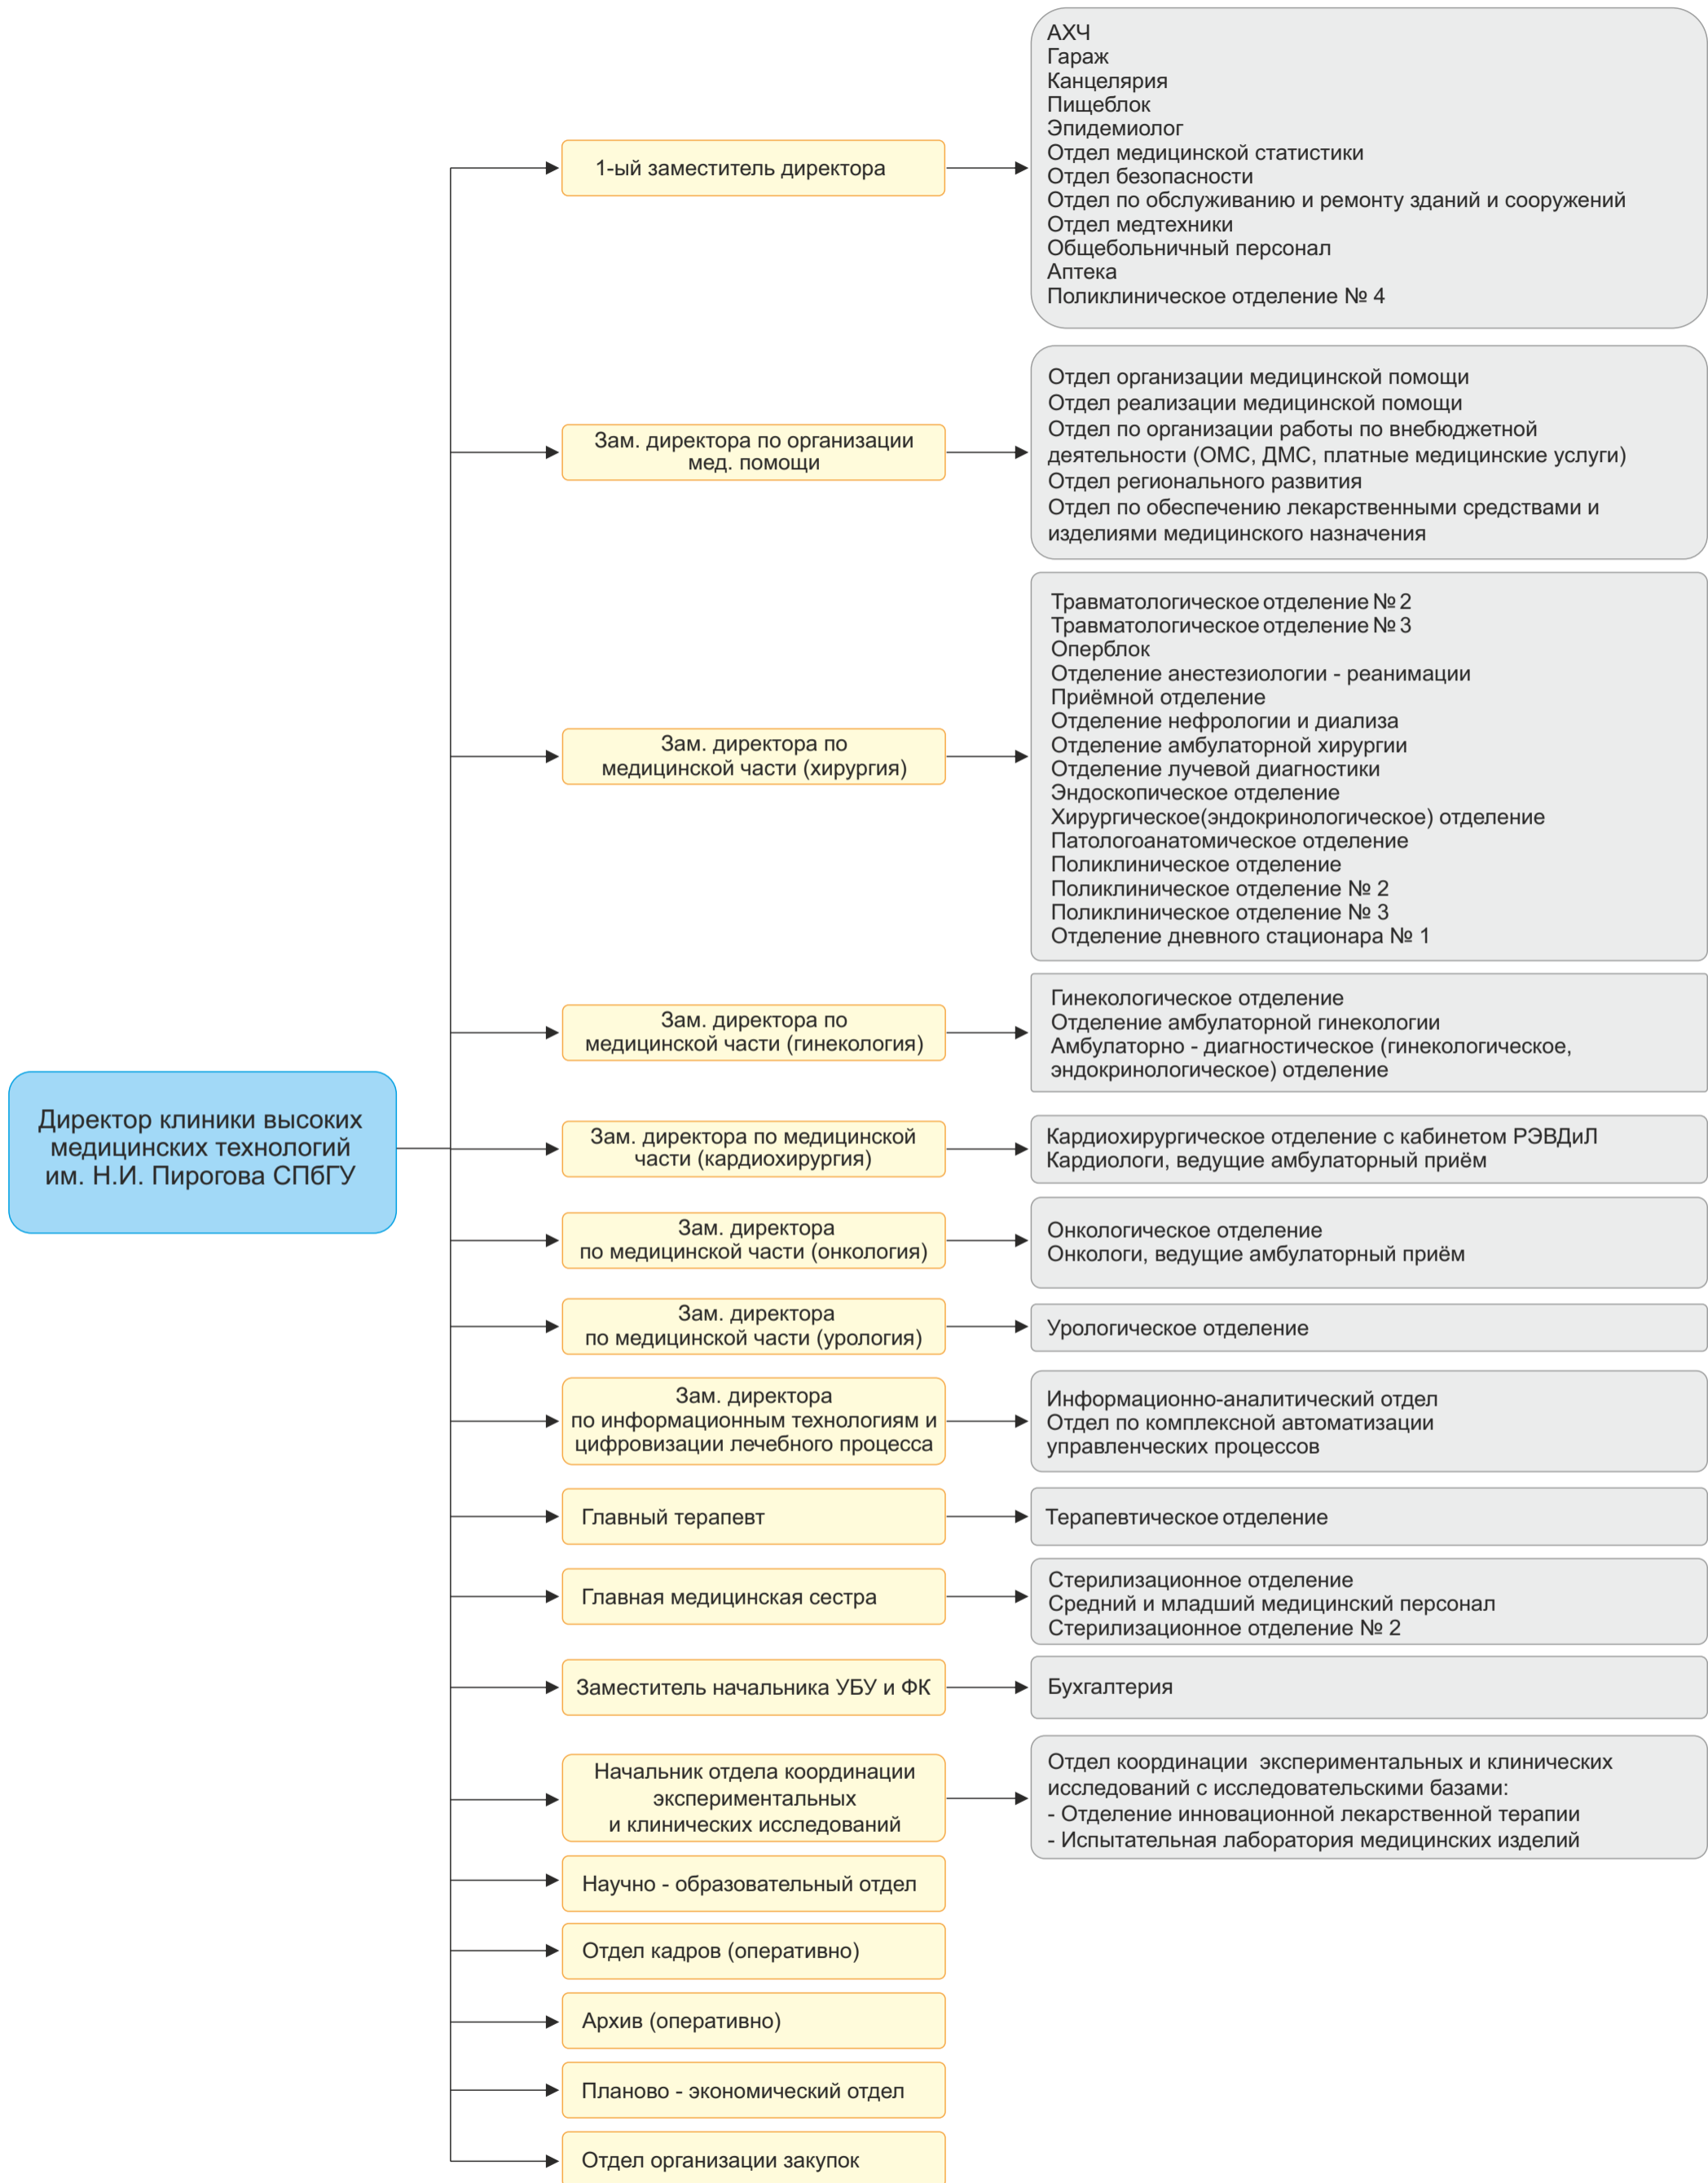 Директор клиники высоких
медицинских технологий
им. Н.И. Пирогова СПбГУ
1-ый заместитель директора
АХЧ
Гараж
Канцелярия
Пищеблок
Эпидемиолог
Отдел медицинской статистики
Отдел безопасности
Отдел по обслуживанию и ремонту зданий и сооружений
Отдел медтехники
Общебольничный персонал
Аптека
Поликлиническое отделение № 4
Зам. директора по организации
мед. помощи
Отдел организации медицинской помощи
Отдел реализации медицинской помощи
Отдел по организации работы по внебюджетной
деятельности (ОМС, ДМС, платные медицинские услуги)
Отдел регионального развития
Отдел по обеспечению лекарственными средствами и
изделиями медицинского назначения
Зам. директора по
медицинской части (хирургия)
Травматологическое отделение № 2
Травматологическое отделение № 3
Оперблок
Отделение анестезиологии - реанимации
Приёмной отделение
Отделение нефрологии и диализа
Отделение амбулаторной хирургии
Отделение лучевой диагностики
Эндоскопическое отделение
Хирургическое(эндокринологическое) отделение
Патологоанатомическое отделение
Поликлиническое отделение
Поликлиническое отделение № 2
Поликлиническое отделение № 3
Отделение дневного стационара № 1
Зам. директора по
медицинской части (гинекология)
Гинекологическое отделение
Отделение амбулаторной гинекологии
Амбулаторно - диагностическое (гинекологическое,
эндокринологическое) отделение
Зам. директора по медицинской
части (кардиохирургия)
Кардиохирургическое отделение с кабинетом РЭВДиЛ
Кардиологи, ведущие амбулаторный приём
Зам. директора
по медицинской части (онкология)
Онкологическое отделение
Онкологи, ведущие амбулаторный приём
Зам. директора
по медицинской части (урология)
Урологическое отделение
Зам. директора
по информационным технологиям и
цифровизации лечебного процесса
Информационно-аналитический отдел
Отдел по комплексной автоматизации
управленческих процессов
Главный терапевт
Терапевтическое отделение
Главная медицинская сестра
Стерилизационное отделение
Средний и младший медицинский персонал
Стерилизационное отделение № 2
Заместитель начальника УБУ и ФК
Бухгалтерия
Начальник отдела координации
экспериментальных
и клинических исследований
Отдел координации экспериментальных и клинических
исследований с исследовательскими базами:
- Отделение инновационной лекарственной терапии
- Испытательная лаборатория медицинских изделий
Научно - образовательный отдел
Отдел кадров (оперативно)
Архив (оперативно)
Планово - экономический отдел
Отдел организации закупок